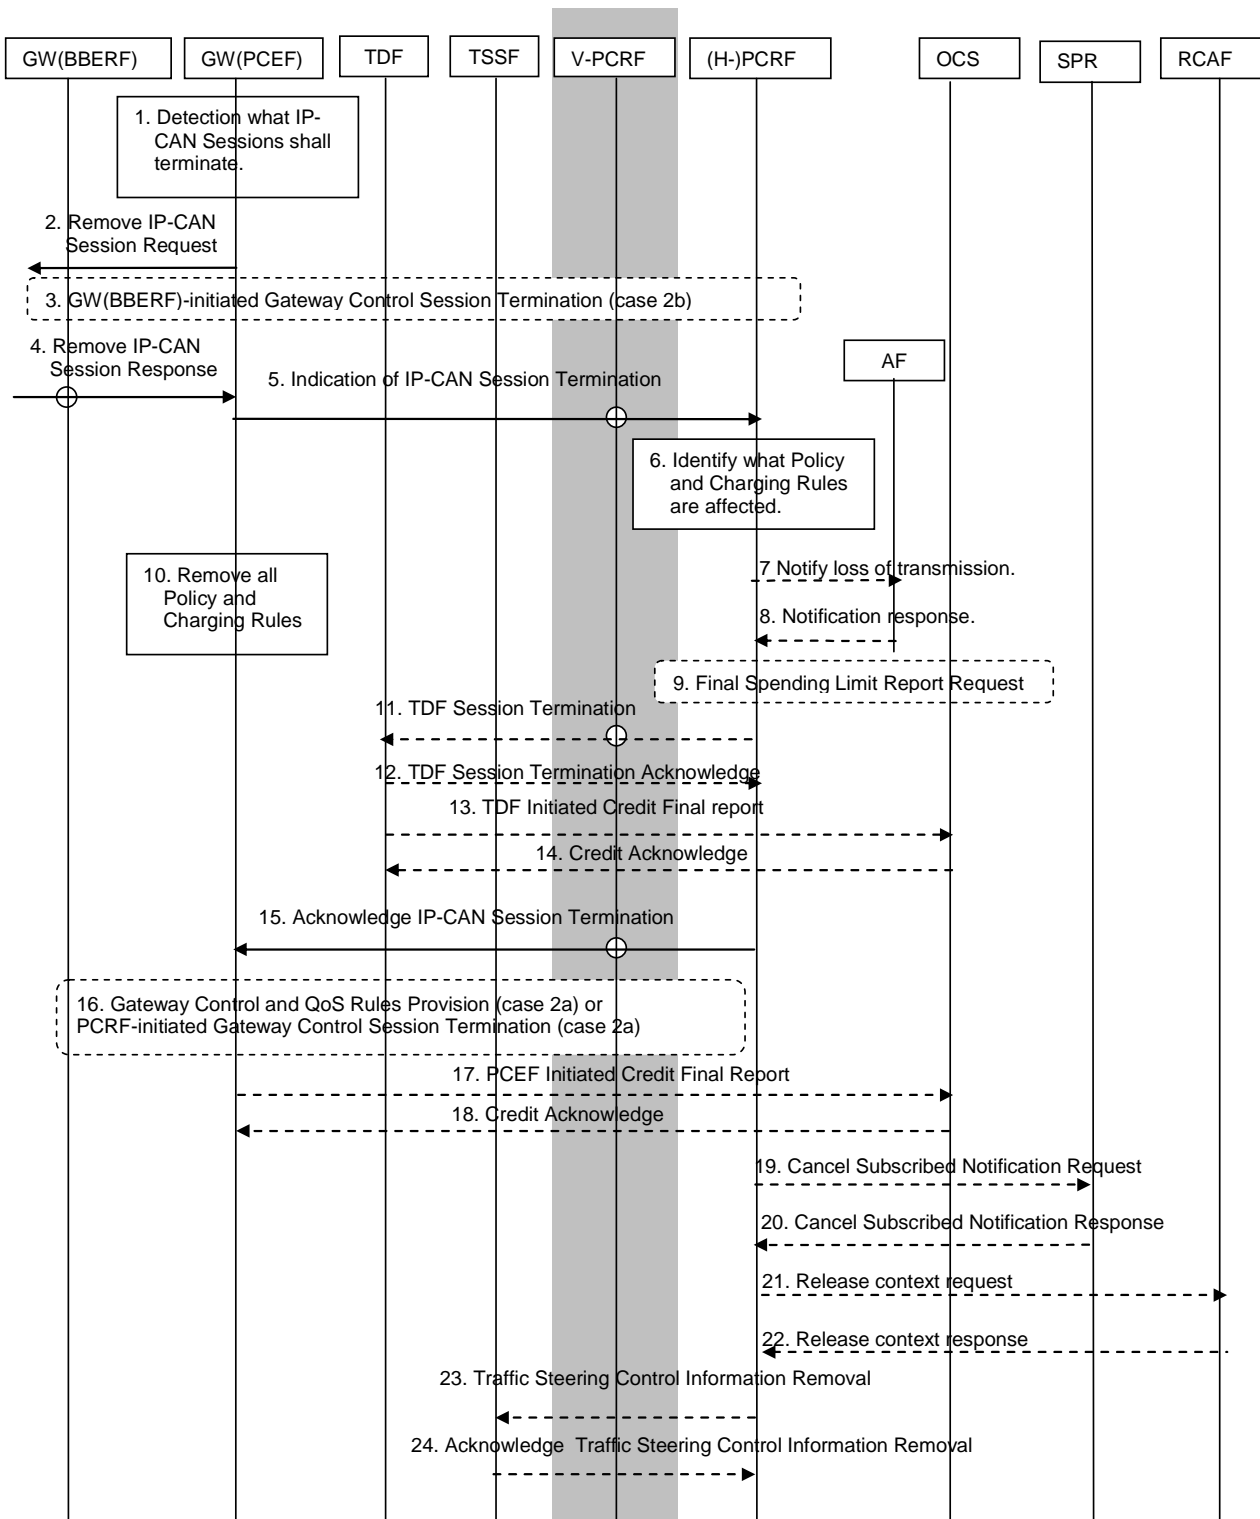 GW(BBERF)
GW(PCEF)
TDF
TSSF
V-PCRF
(H-)PCRF
OCS
SPR
RCAF
1. Detection what IP-
CAN Sessions shall
terminate.
2. Remove IP-CAN
Session Request
3. GW(BBERF)-initiated Gateway Control Session Termination (case 2b)
4. Remove IP-CAN
Session Response
AF
5. Indication of IP-CAN Session Termination
6. Identify what Policy
and Charging Rules
are affected.
7 Notify loss of transmission.
10. Remove all
Policy and
Charging Rules
8. Notification response.
9. Final Spending Limit Report Request
11. TDF Session Termination
12. TDF Session Termination Acknowledge
13. TDF Initiated Credit Final report
14. Credit Acknowledge
15. Acknowledge IP-CAN Session Termination
16. Gateway Control and QoS Rules Provision (case 2a) or
PCRF-initiated Gateway Control Session Termination (case 2a)
17. PCEF Initiated Credit Final Report
18. Credit Acknowledge
19. Cancel Subscribed Notification Request
20. Cancel Subscribed Notification Response
21. Release context request
22. Release context response
23. Traffic Steering Control Information Removal
24. Acknowledge  Traffic Steering Control Information Removal